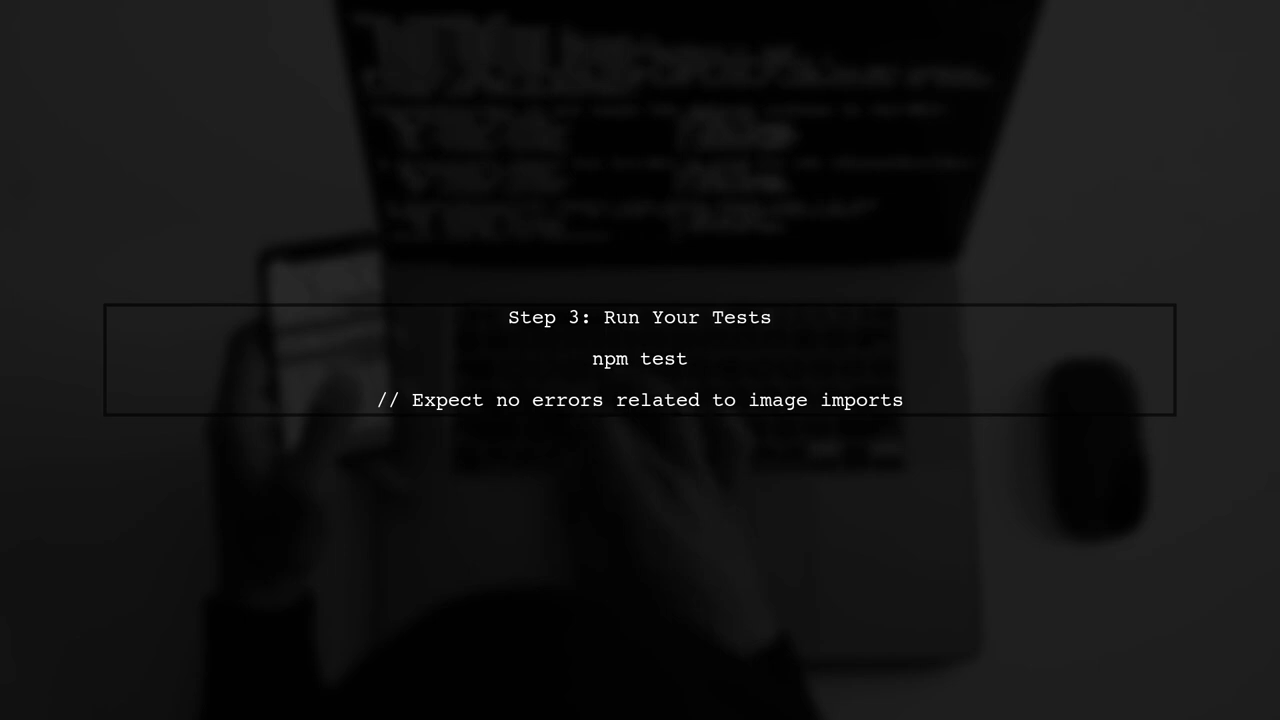 Step 3: Run Your Tests
npm test
// Expect no errors related to image imports